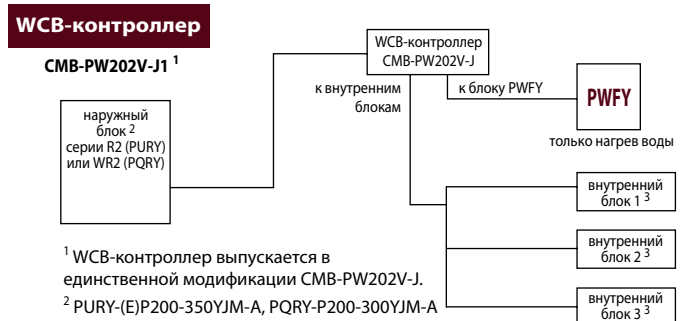 WCB-контроллер
CMB-PW202V-J1 ¹
наружный
блок ²
серии R2 (PURY)
или WR2 (PQRY)
WCB-контроллер
CMB-PW202V-J
к внутренним
блокам
к блоку PWFY
PWFY
только нагрев воды
внутренний
блок 1 ³
внутренний
блок 2 ³
внутренний
блок 3 ³
¹ WCB-контроллер выпускается в
единственной модификации CMB-PW202V-J.
² PURY-(E)P200-350YJM-A, PQRY-P200-300YJM-A